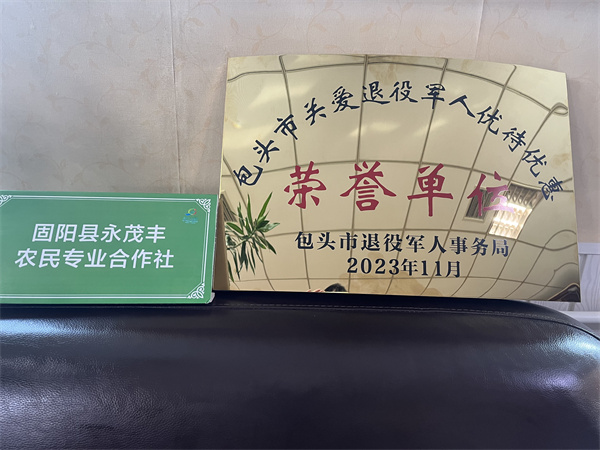 固阳县永茂丰
农民专业合作社
包头市关爱退役军人优待优惠
荣誉单位
包头市退役军人事务局
2023年11月